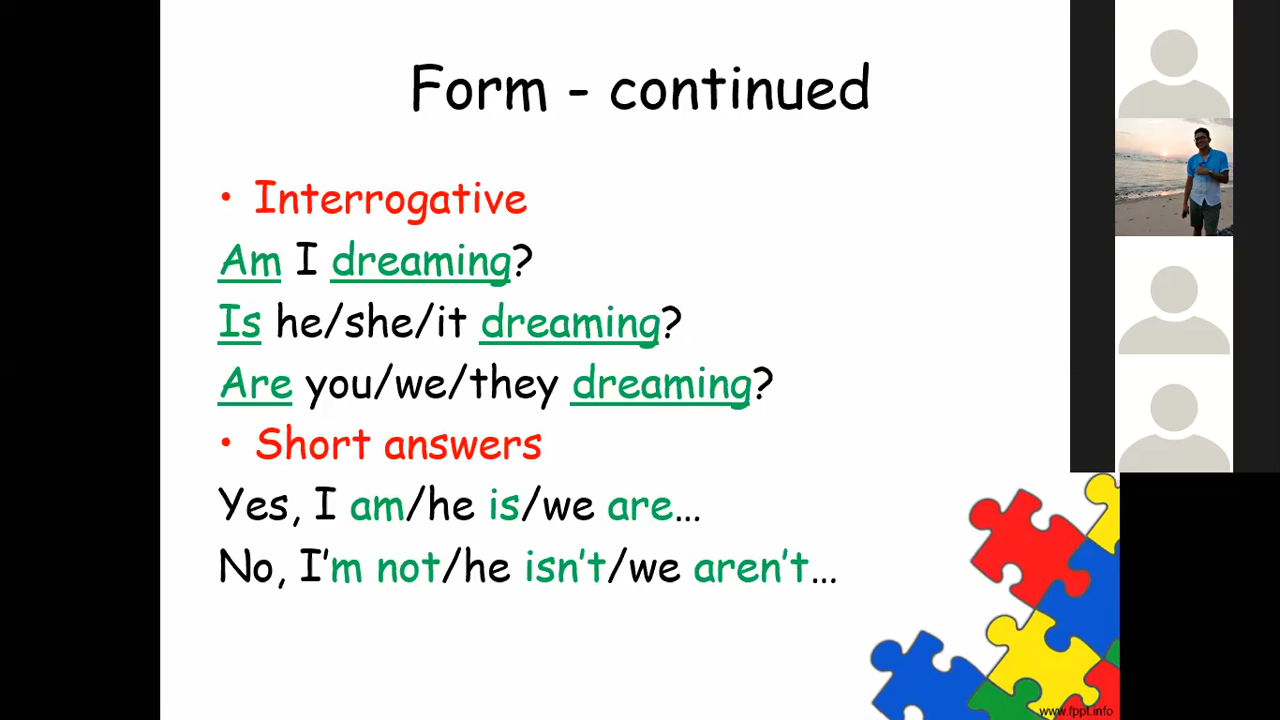 Form - continued
• Interrogative
Am I dreaming?
Is he/she/it dreaming?
Are you/we/they dreaming?
• Short answers
Yes, I am/he is/we are…
No, I’m not/he isn’t/we aren’t…
www.fppt.info